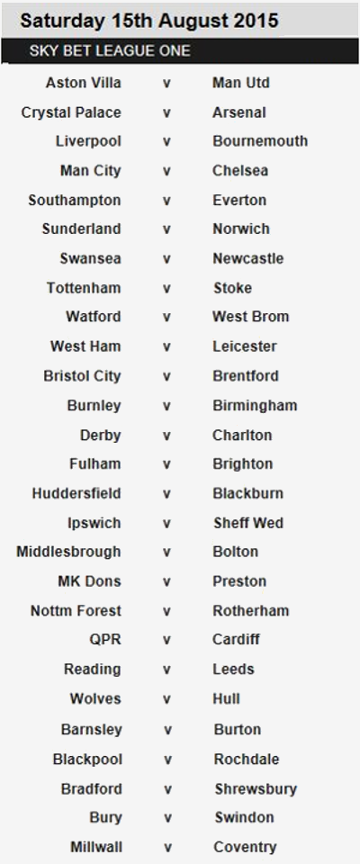 Saturday 15th August 2015
SKY BET LEAGUE ONE
Aston Villa v Man Utd
Crystal Palace v Arsenal
Liverpool v Bournemouth
Man City v Chelsea
Southampton v Everton
Sunderland v Norwich
Swansea v Newcastle
Tottenham v Stoke
Watford v West Brom
West Ham v Leicester
Bristol City v Brentford
Burnley v Birmingham
Derby v Charlton
Fulham v Brighton
Huddersfield v Blackburn
Ipswich v Sheff Wed
Middlesbrough v Bolton
MK Dons v Preston
Nottm Forest v Rotherham
QPR v Cardiff
Reading v Leeds
Wolves v Hull
Barnsley v Burton
Blackpool v Rochdale
Bradford v Shrewsbury
Bury v Swindon
Millwall v Coventry